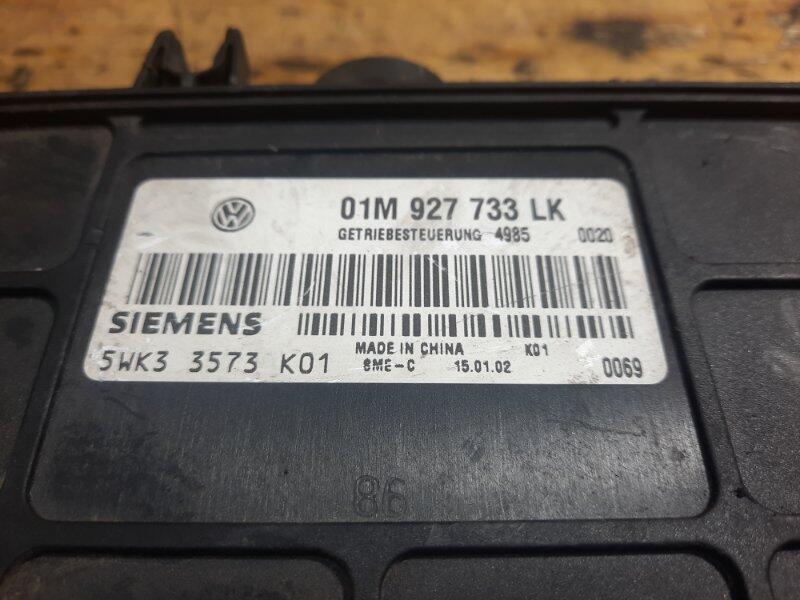 01M 927 733 LK
GETRIEBESTEUERUNG 4985 0020
SIEMENS
MADE IN CHINA K01
5WK3 3573 K01 SME-C 15.01.02 0069
86